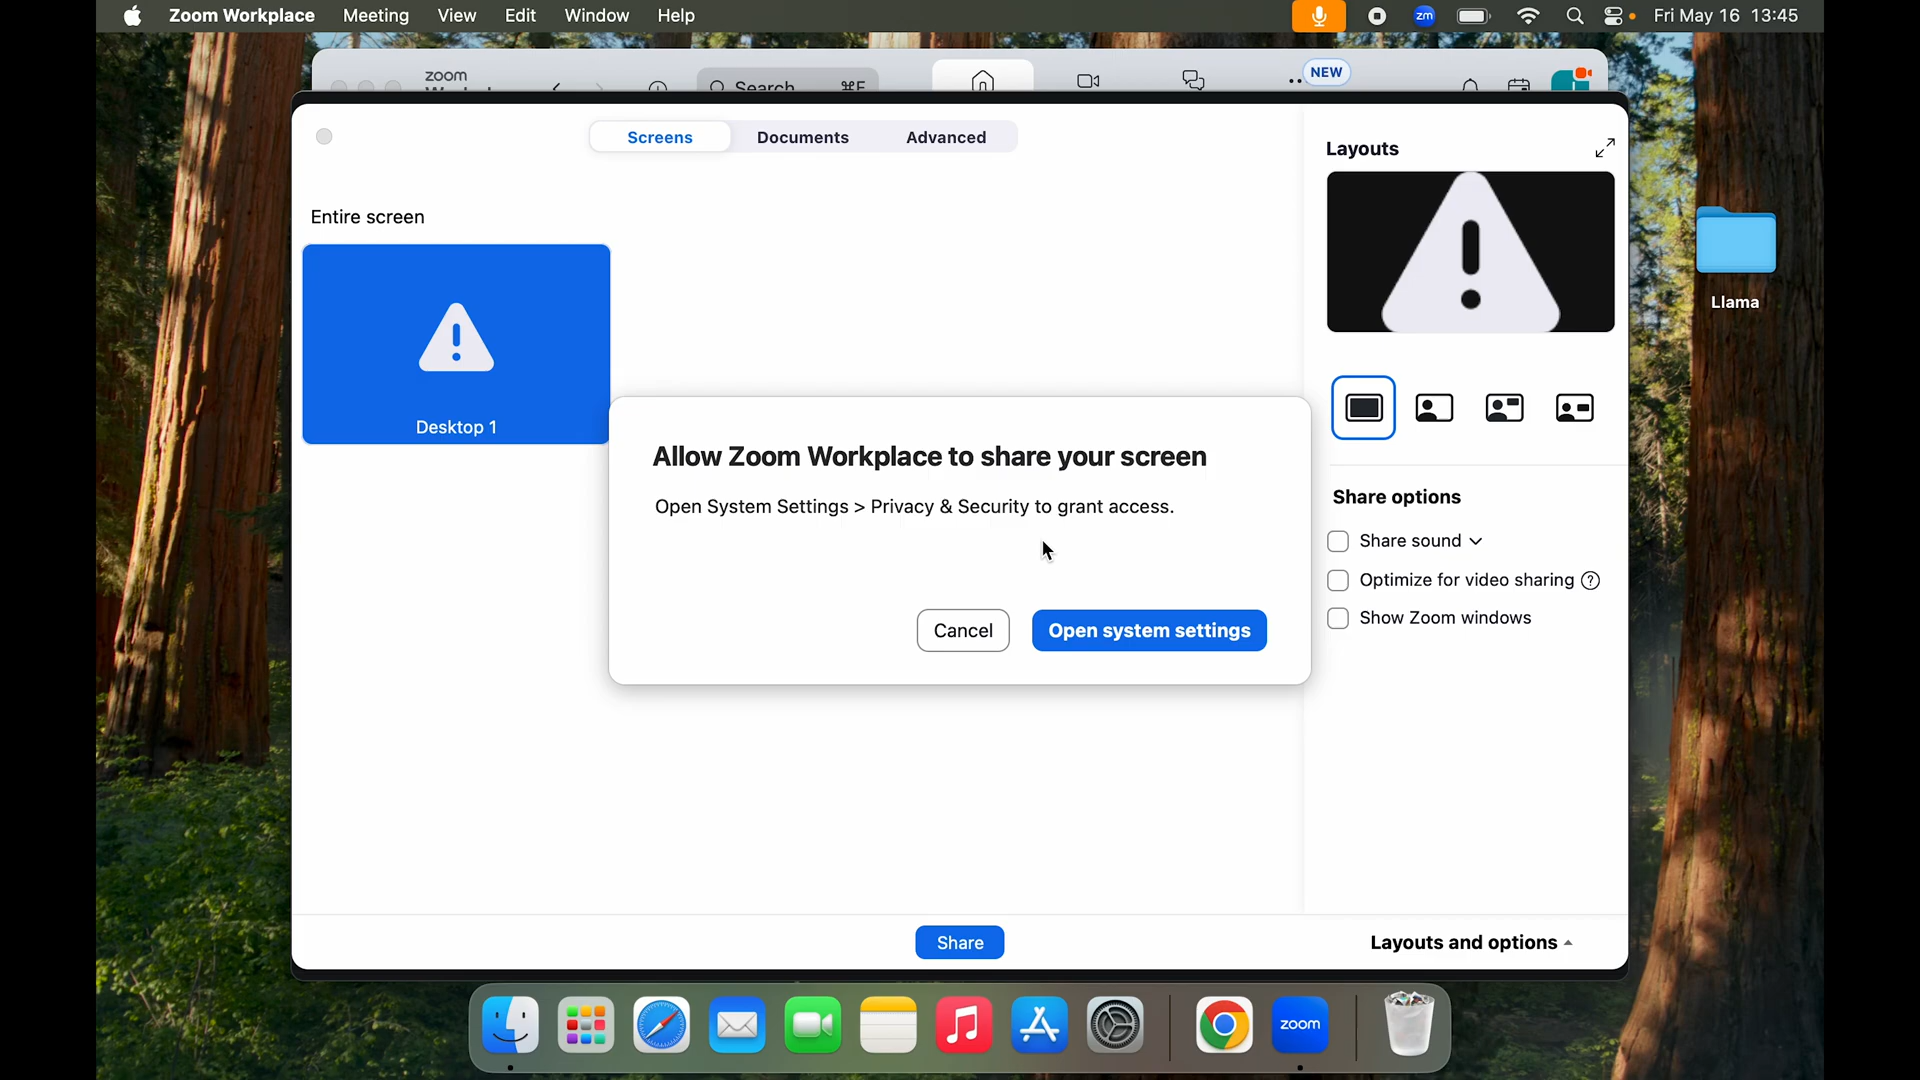 Zoom Workplace Meeting View Edit Window Help zm Fri May 16 13:45
zoom
Search ⌘F
NEW
Screens Documents Advanced
Layouts
Entire screen
Desktop 1
Llama
Allow Zoom Workplace to share your screen
Open System Settings > Privacy & Security to grant access.
Cancel Open system settings
Share options
Share sound
Optimize for video sharing ?
Show Zoom windows
Share
Layouts and options
zoom